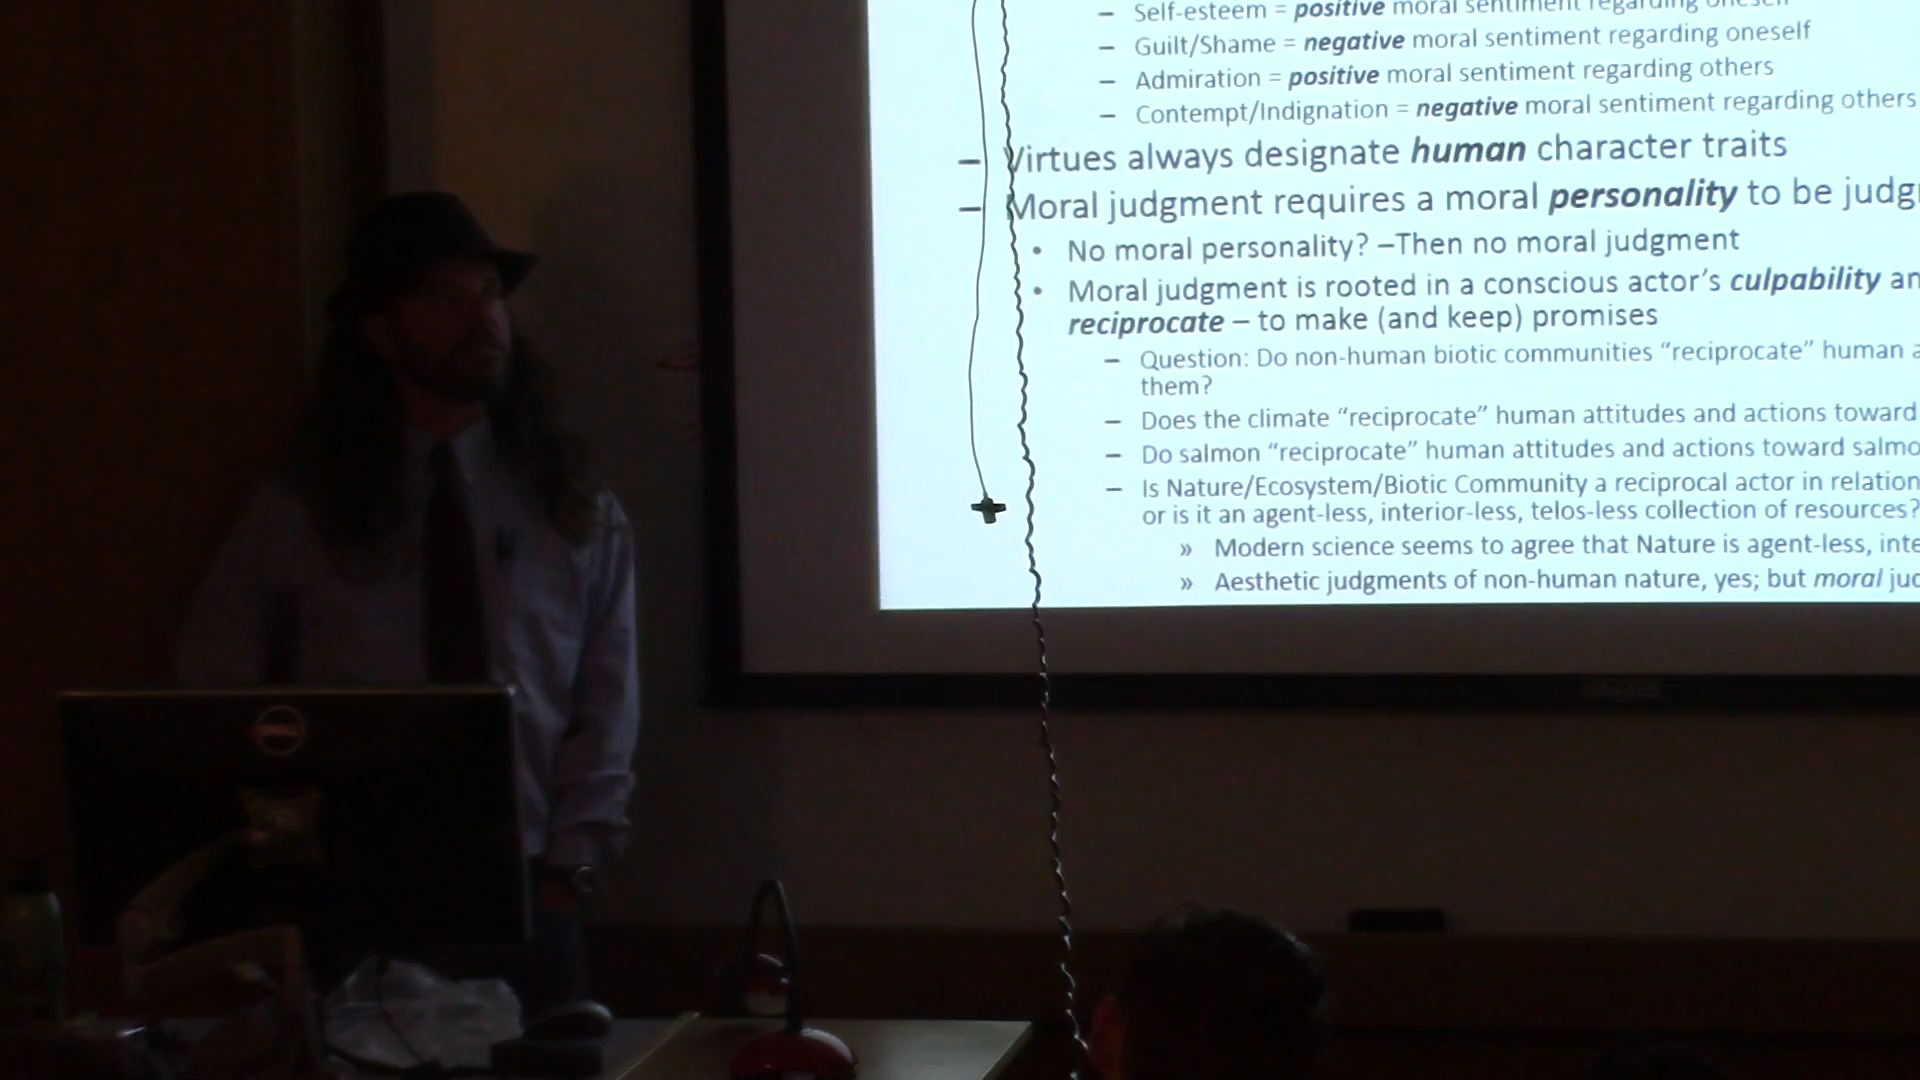 – Self-esteem = positive moral sentiment regarding oneself
– Guilt/Shame = negative moral sentiment regarding oneself
– Admiration = positive moral sentiment regarding others
– Contempt/Indignation = negative moral sentiment regarding others
– Virtues always designate human character traits
– Moral judgment requires a moral personality to be judg
• No moral personality? –Then no moral judgment
• Moral judgment is rooted in a conscious actor’s culpability an
reciprocate – to make (and keep) promises
– Question: Do non-human biotic communities “reciprocate” human a
them?
– Does the climate “reciprocate” human attitudes and actions toward
– Do salmon “reciprocate” human attitudes and actions toward salmo
– Is Nature/Ecosystem/Biotic Community a reciprocal actor in relation
or is it an agent-less, interior-less, telos-less collection of resources?
» Modern science seems to agree that Nature is agent-less, inte
» Aesthetic judgments of non-human nature, yes; but moral jud
DELL